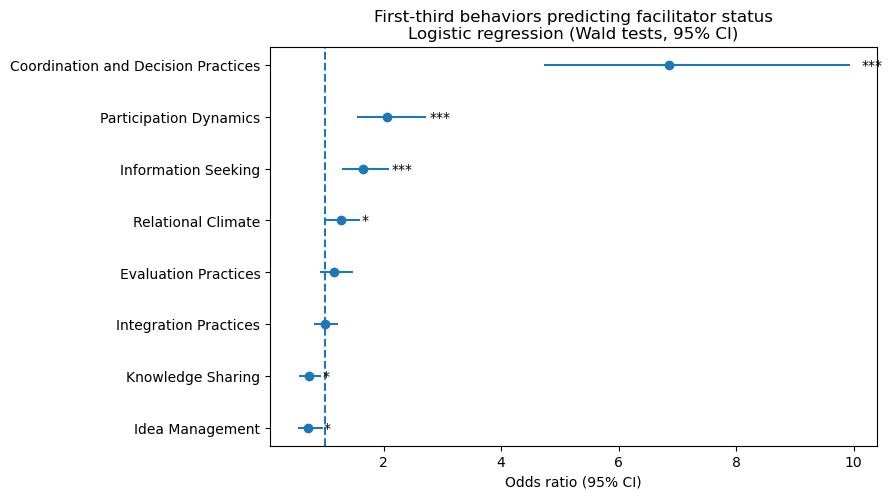 First-third behaviors predicting facilitator status
Logistic regression (Wald tests, 95% CI)
Coordination and Decision Practices
***
Participation Dynamics
***
Information Seeking
***
Relational Climate
*
Evaluation Practices
Integration Practices
Knowledge Sharing
*
Idea Management
*
2
4
6
8
10
Odds ratio (95% CI)